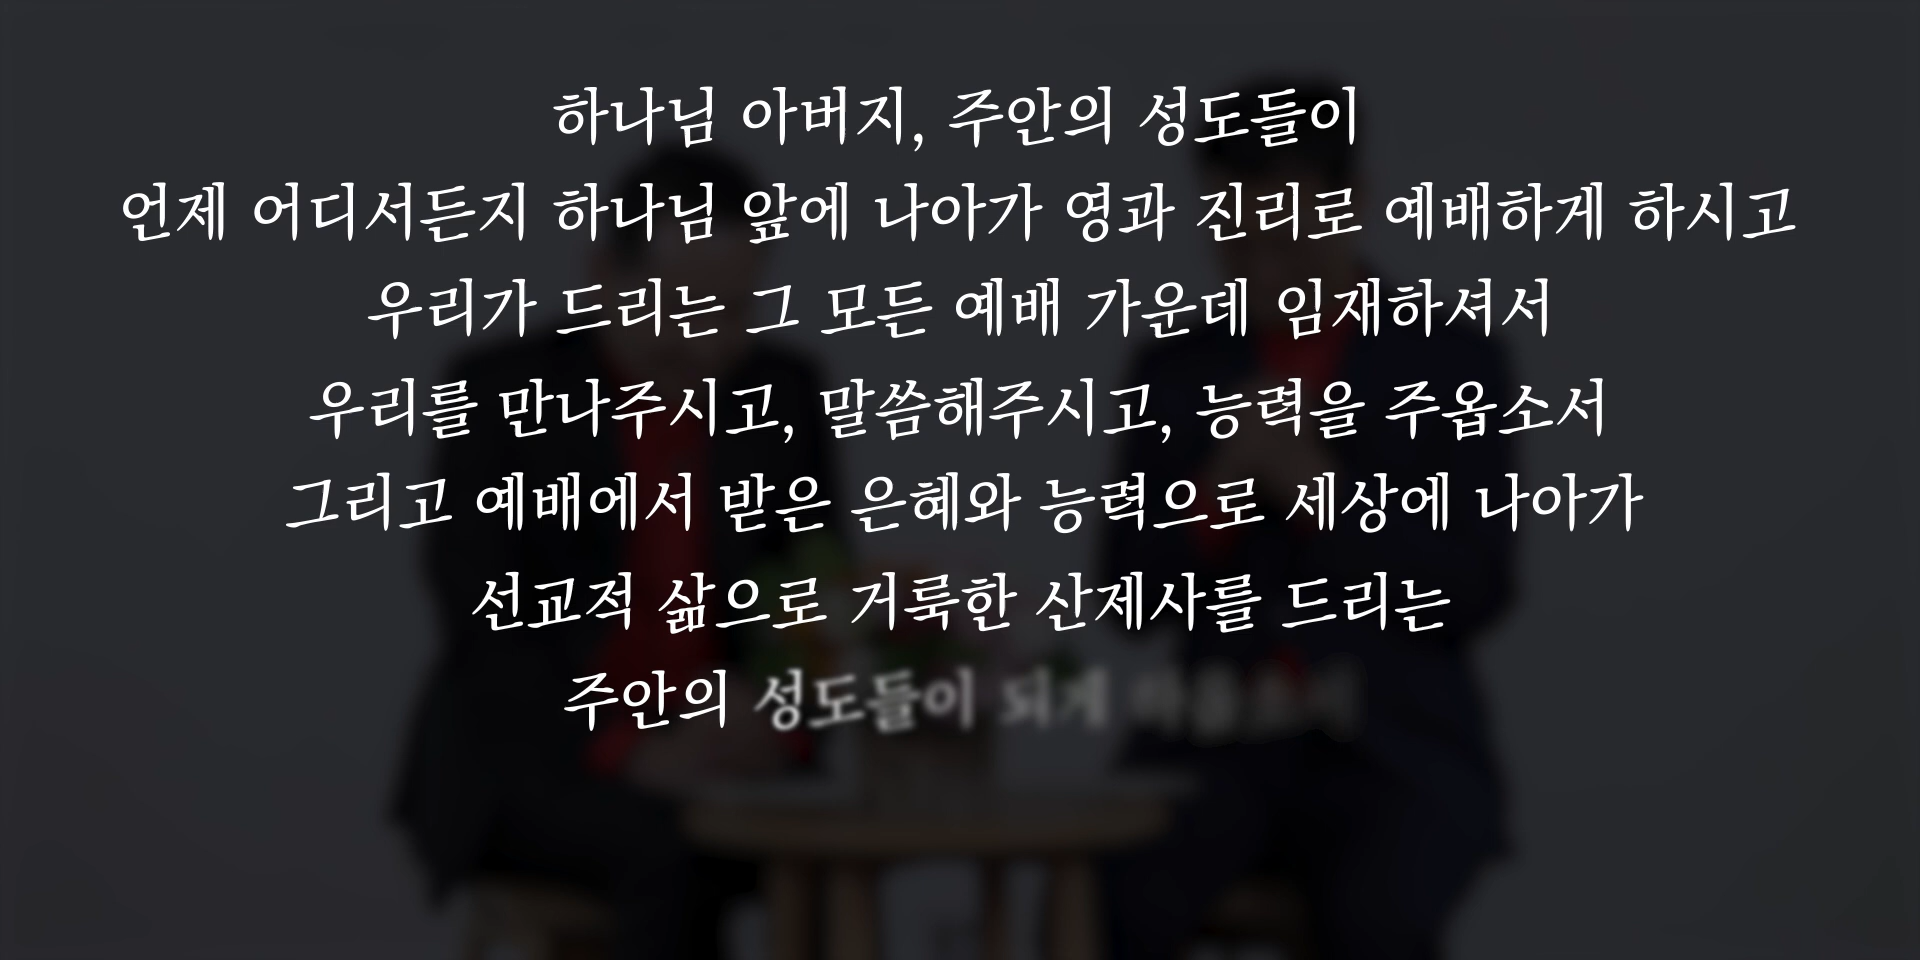 하나님 아버지, 주안의 성도들이
언제 어디서든지 하나님 앞에 나아가 영과 진리로 예배하게 하시고
우리가 드리는 그 모든 예배 가운데 임재하셔서
우리를 만나주시고, 말씀해주시고, 능력을 주옵소서
그리고 예배에서 받은 은혜와 능력으로 세상에 나아가
선교적 삶으로 거룩한 산제사를 드리는
주안의 성도들이 되게